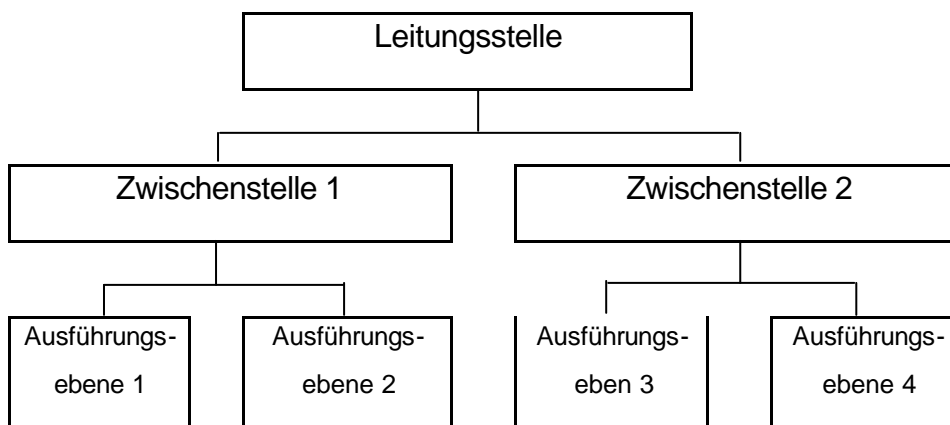 Leitungsstelle
Zwischenstelle 1
Zwischenstelle 2
Ausführungs-
ebene 1
Ausführungs-
ebene 2
Ausführungs-
eben 3
Ausführungs-
ebene 4